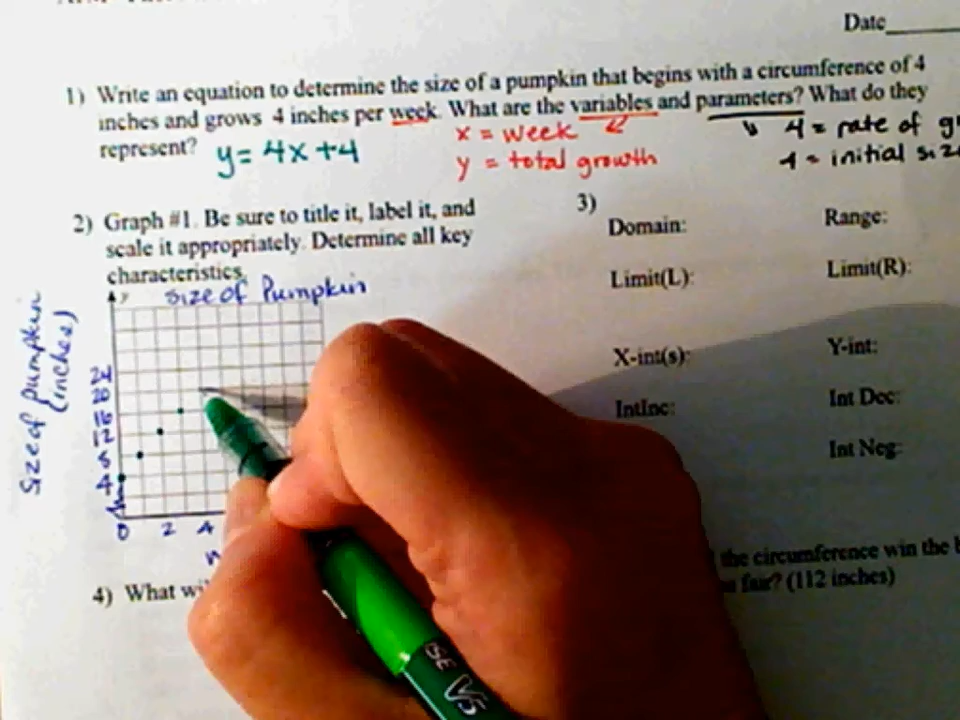 Date
1) Write an equation to determine the size of a pumpkin that begins with a circumference of 4
inches and grows 4 inches per week. What are the variables and parameters? What do they
represent?
y = 4x + 4
x = week
y = total growth
4 = rate of
4 = initial
2) Graph #1. Be sure to title it, label it, and
scale it appropriately. Determine all key
characteristics.
y
Size of Pumpkin
Size of pumpkin
(inches)
24
20
16
12
8
4
0 2 4
3)
Domain: Range:
Limit(L): Limit(R):
X-int(s): Y-int:
IntInc: Int Dec:
Int Neg:
4) What
the circumference win the
fair? (112 inches)
V5